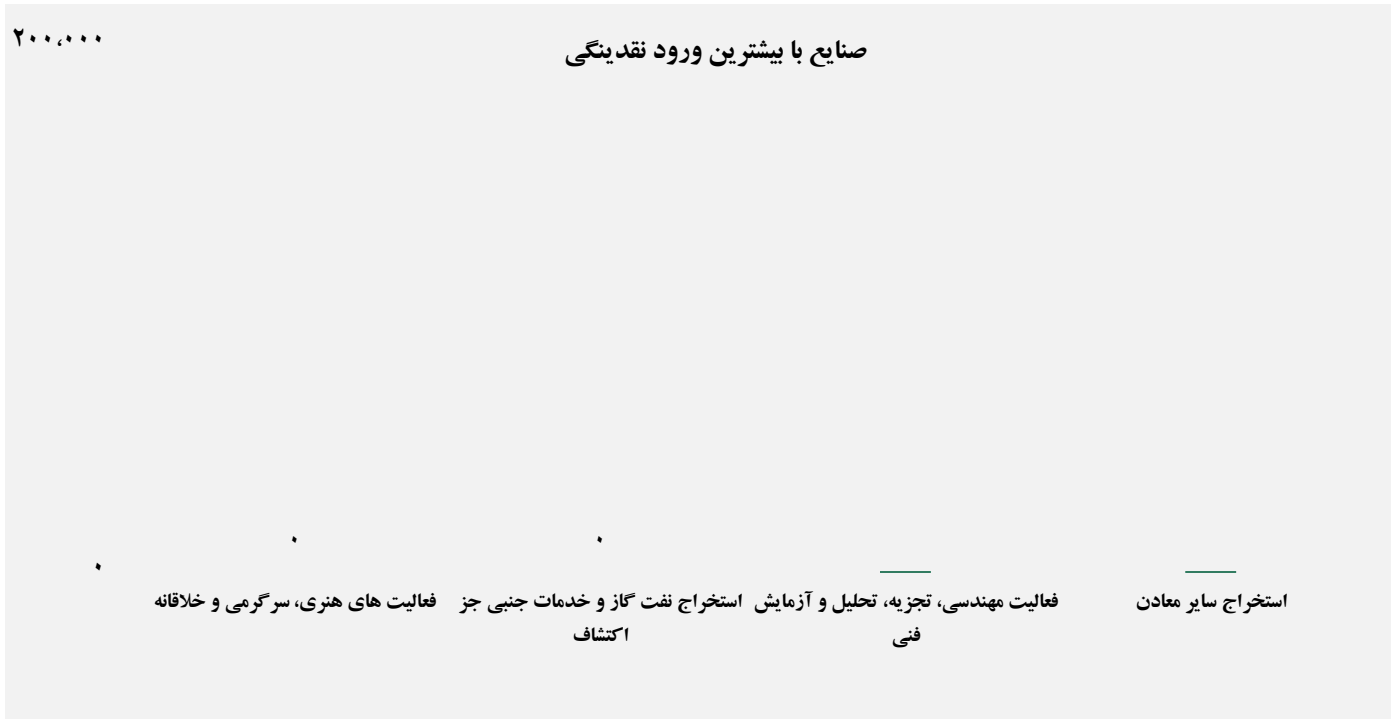 صنایع با بیشترین ورود نقدینگی
۲۰۰,۰۰۰
۰
۰
۰
استخراج سایر معادن
فعالیت مهندسی، تجزیه، تحلیل و آزمایش
فنی
استخراج نفت گاز و خدمات جنبی جز
اکتشاف
فعالیت های هنری، سرگرمی و خلاقانه